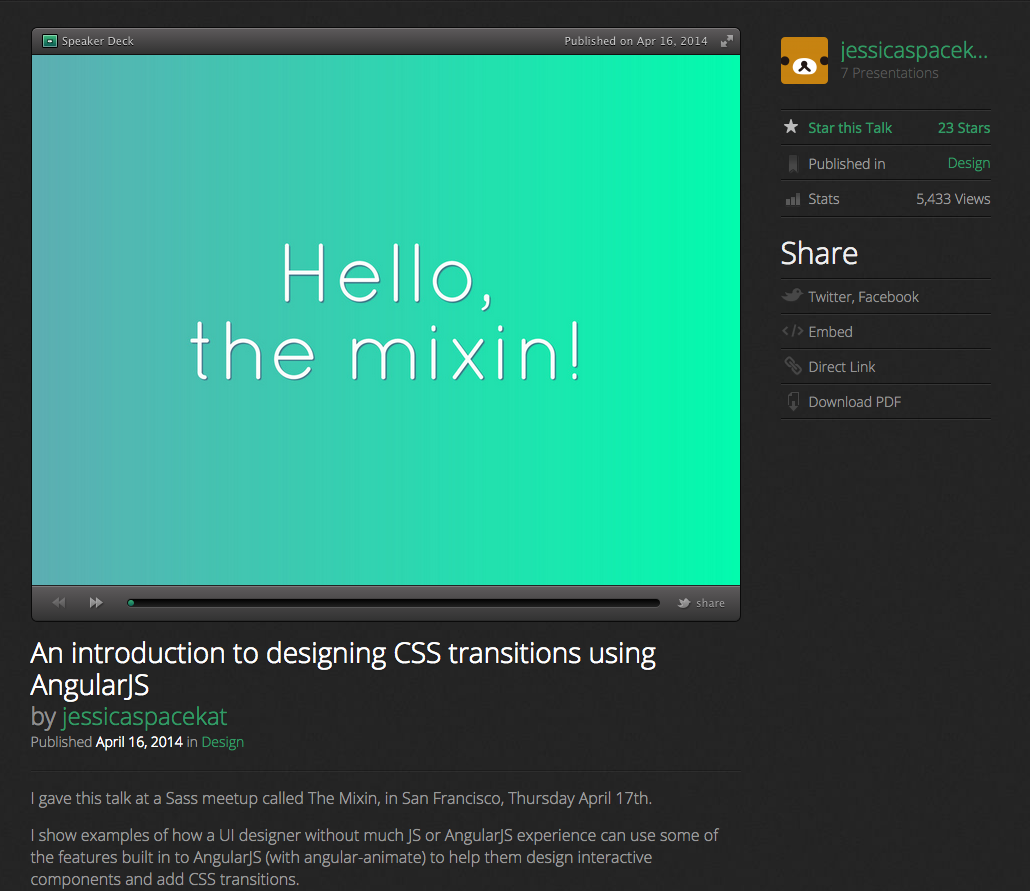 Speaker Deck
Published on Apr 16, 2014
Hello,
the mixin!
share
An introduction to designing CSS transitions using
AngularJS
by jessicaspacekat
Published April 16, 2014 in Design
I gave this talk at a Sass meetup called The Mixin, in San Francisco, Thursday April 17th.
I show examples of how a UI designer without much JS or AngularJS experience can use some of
the features built in to AngularJS (with angular-animate) to help them design interactive
components and add CSS transitions.
jessicaspacek...
7 Presentations
Star this Talk 23 Stars
Published in Design
Stats 5,433 Views
Share
Twitter, Facebook
Embed
Direct Link
Download PDF